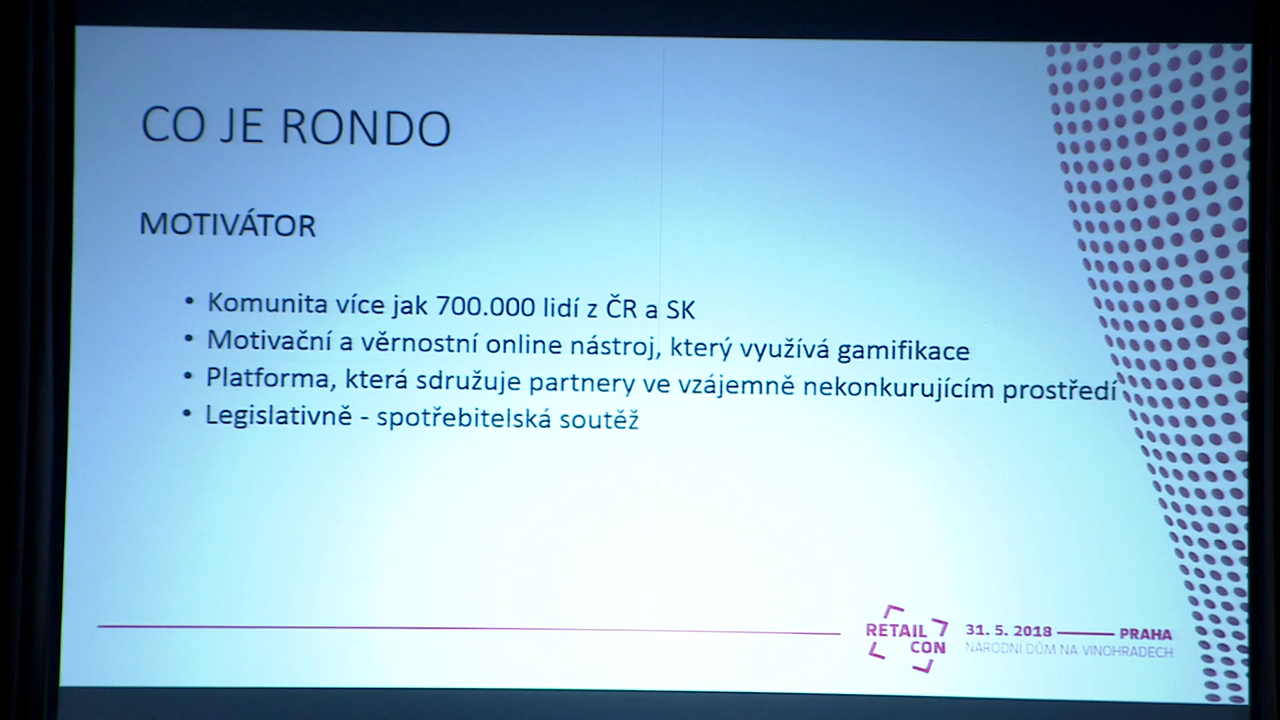 CO JE RONDO
MOTIVÁTOR
• Komunita více jak 700.000 lidí z ČR a SK
• Motivační a věrnostní online nástroj, který využívá gamifikace
• Platforma, která sdružuje partnery ve vzájemně nekonkurujícím prostředí
• Legislativně - spotřebitelská soutěž
RETAIL
CON
31. 5. 2018 PRAHA
NÁRODNÍ DŮM NA VINOHRADECH